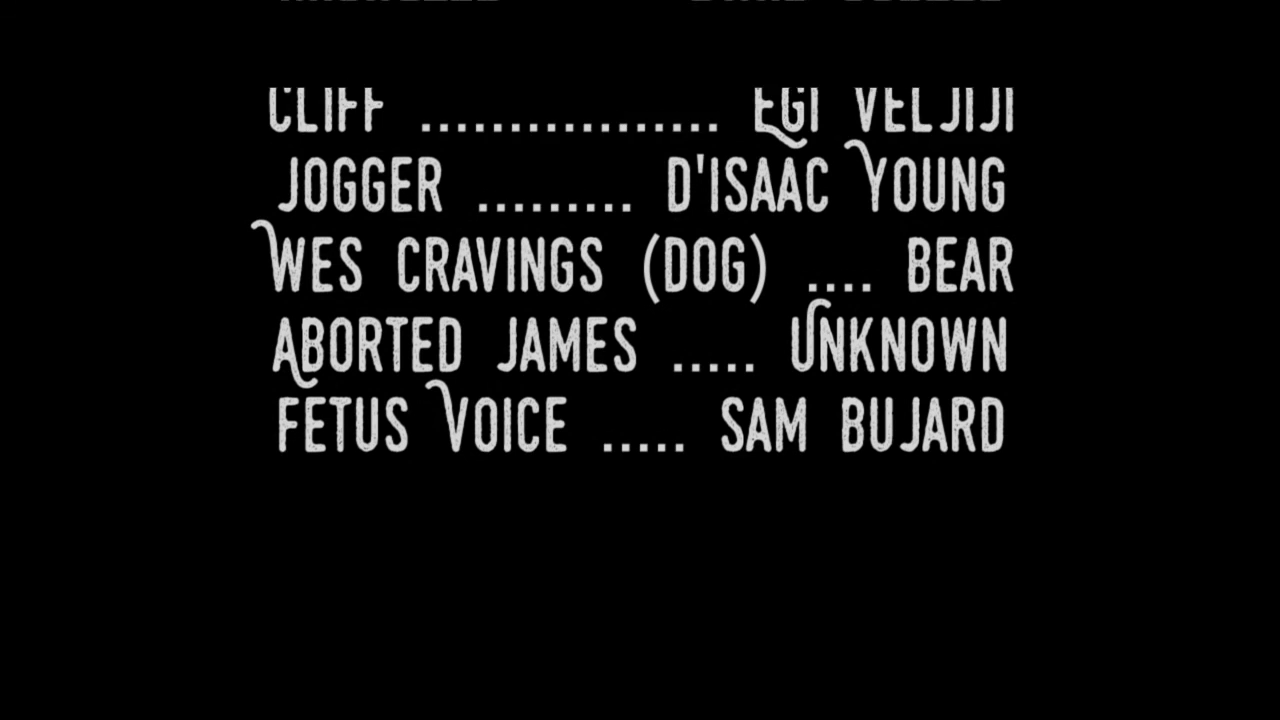 CLIFF ................. EGI VELJIJI
JOGGER ......... D'ISAAC YOUNG
WES CRAVINGS (DOG) .... BEAR
ABORTED JAMES ..... UNKNOWN
FETUS VOICE ..... SAM BUJARD